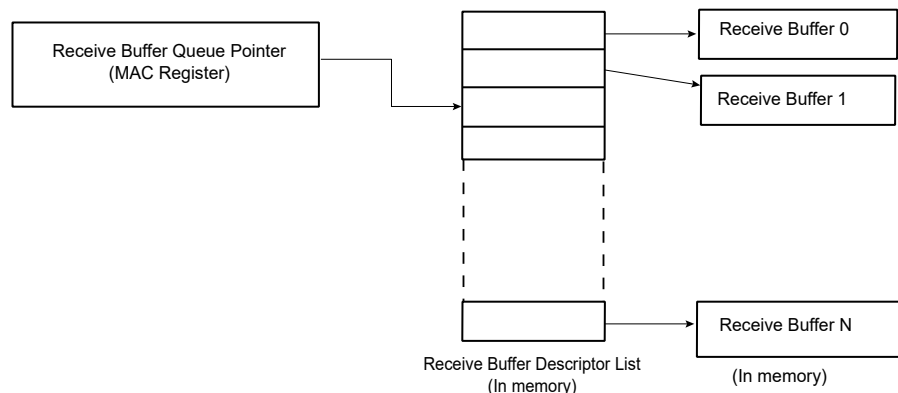 Receive Buffer Queue Pointer
(MAC Register)
Receive Buffer 0
Receive Buffer 1
Receive Buffer N
Receive Buffer Descriptor List
(In memory)
(In memory)